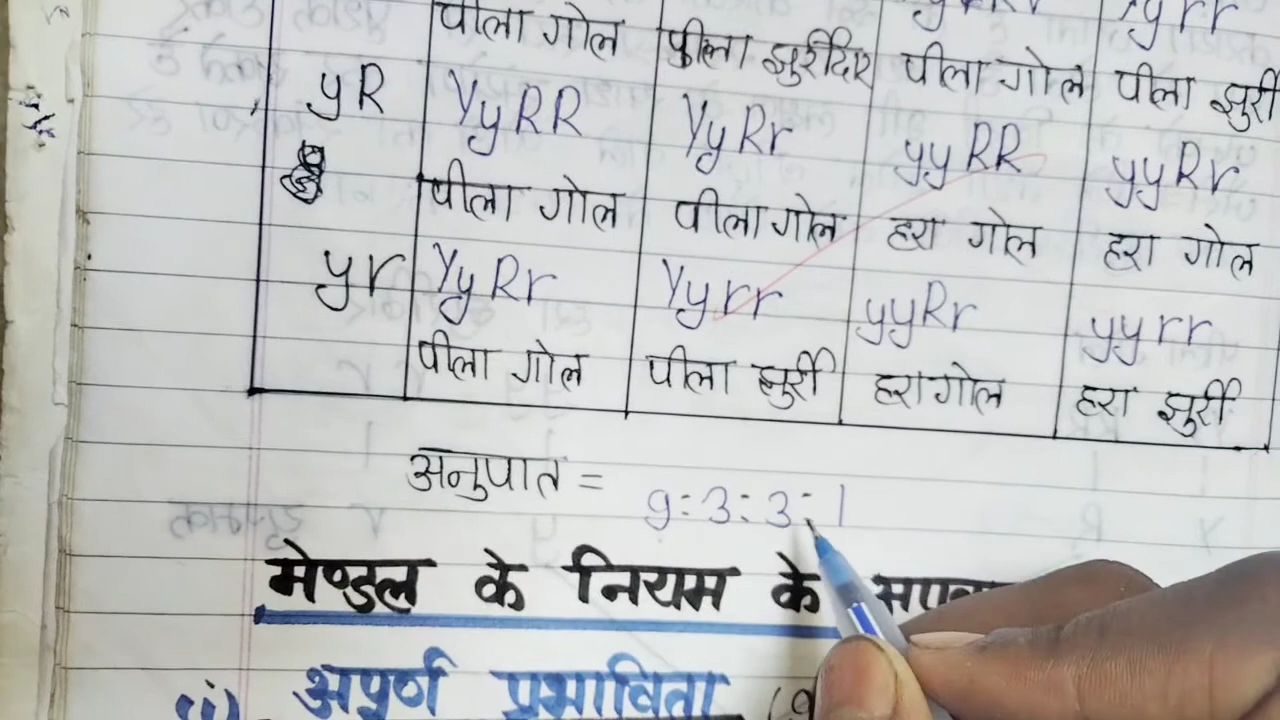 Yyrr
पीला गोल पीला झुर्रीदार पीला गोल पीला झुर्री
yR YyRR YyRr yyRR yyRr
पीला गोल पीला गोल हरा गोल हरा गोल
yr YyRr Yyrr yyRr yyrr
पीला गोल पीला झुर्री हरा गोल हरा झुर्री
अनुपात = 9:3:3:1
मेण्डल के नियम के
(i) अपूर्ण प्रभाविता